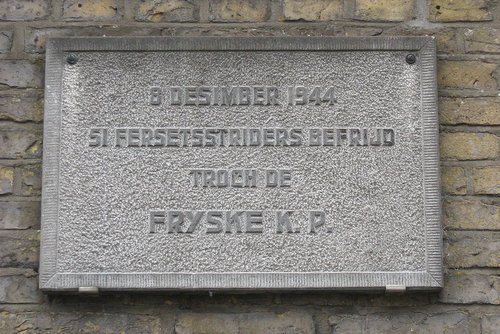 8 DESIMBER 1944
51 FERSETSSTRIDERS BEFRIJD
TROCH DE
FRYSKE K.P.